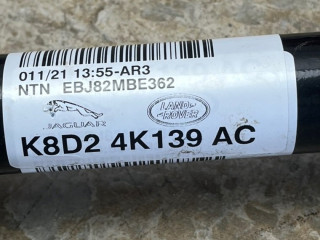 011/21 13:55-AR3
NTN EBJ82MBE362
JAGUAR
LAND ROVER
K8D2 4K139 AC